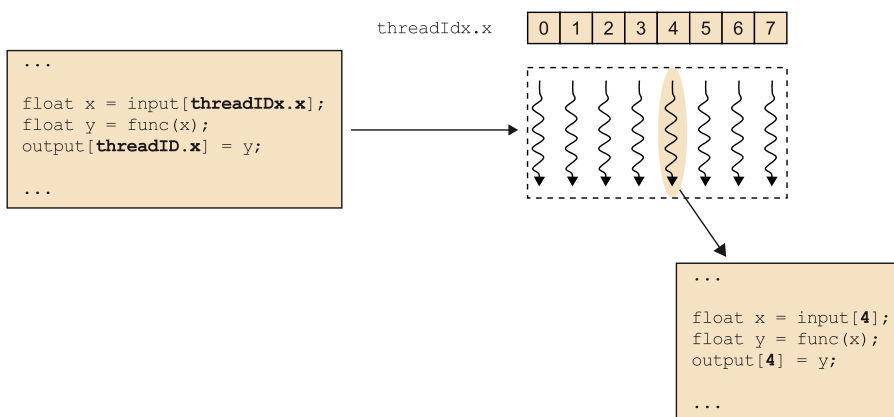 threadIdx.x 0 1 2 3 4 5 6 7
...
float x = input[threadIDx.x];
float y = func(x);
output[threadID.x] = y;
...
...
float x = input[4];
float y = func(x);
output[4] = y;
...